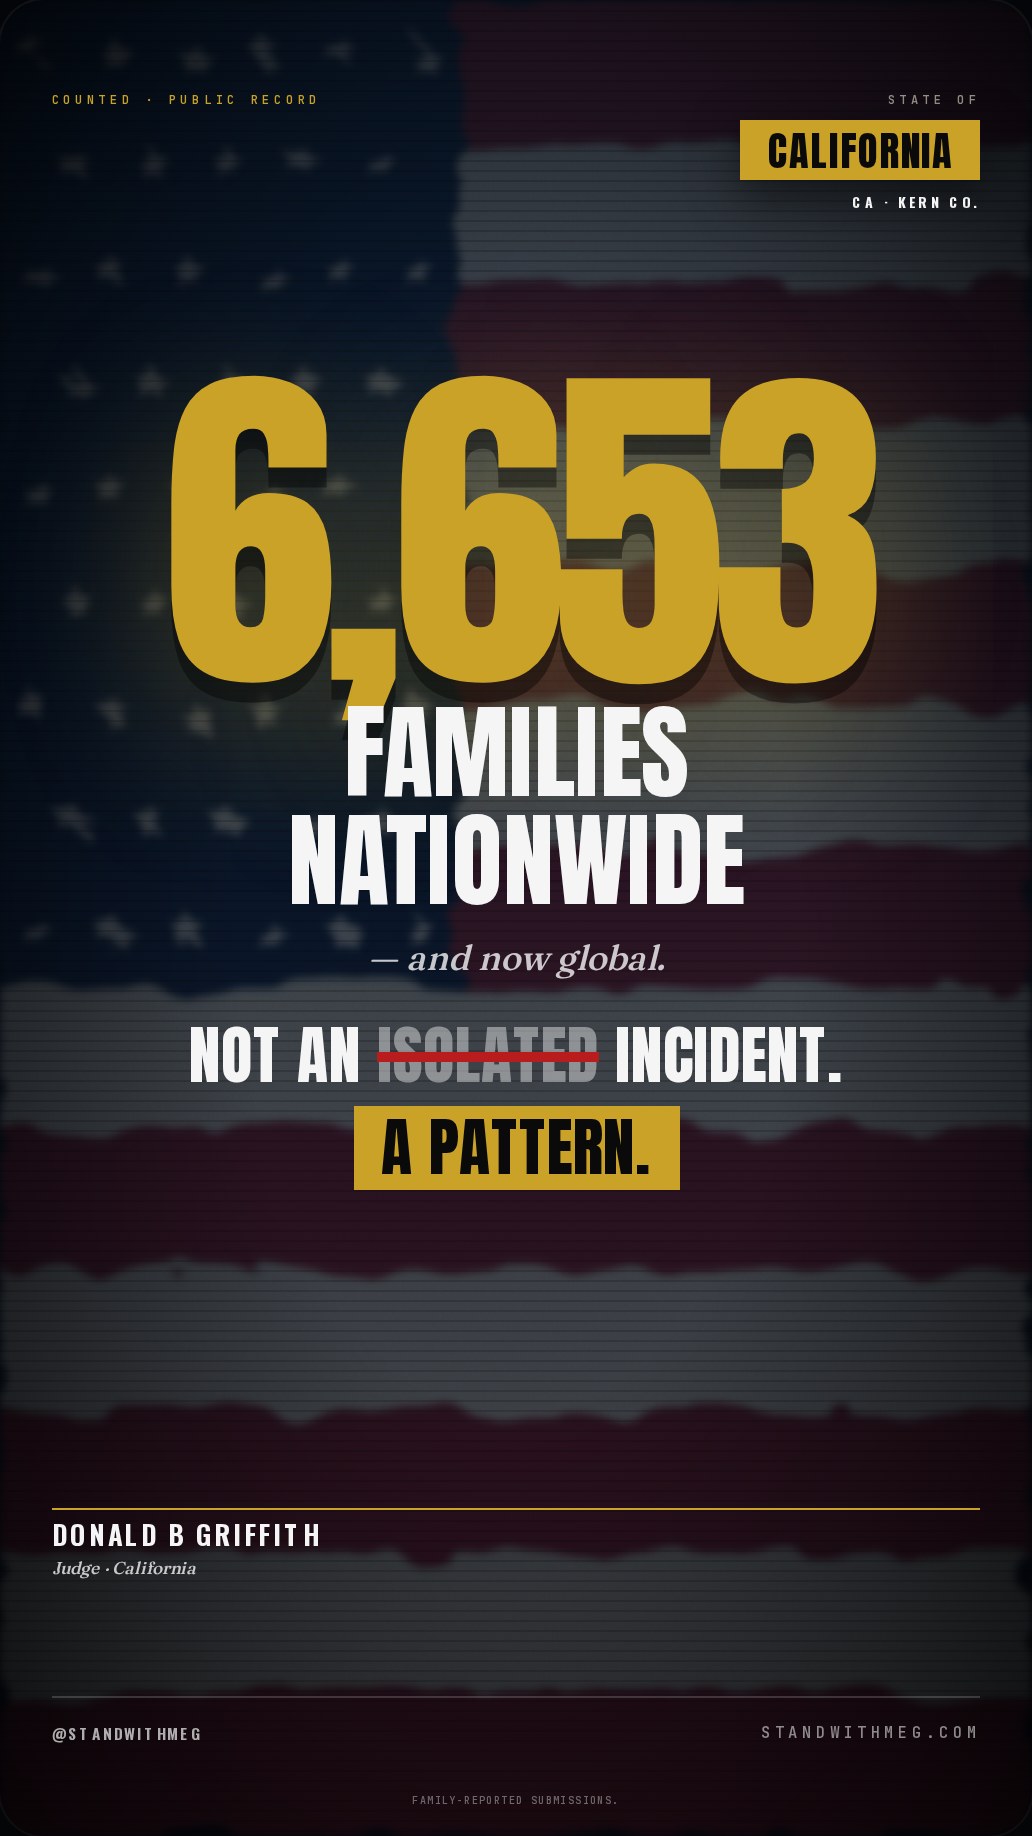 COUNTED · PUBLIC RECORD
STATE OF
CALIFORNIA
CA · KERN CO.
6,653
FAMILIES
NATIONWIDE
— and now global.
NOT AN ISOLATED INCIDENT.
A PATTERN.
DONALD B GRIFFITH
Judge · California
@STANDWITHMEG
STANDWITHMEG.COM
FAMILY-REPORTED SUBMISSIONS.